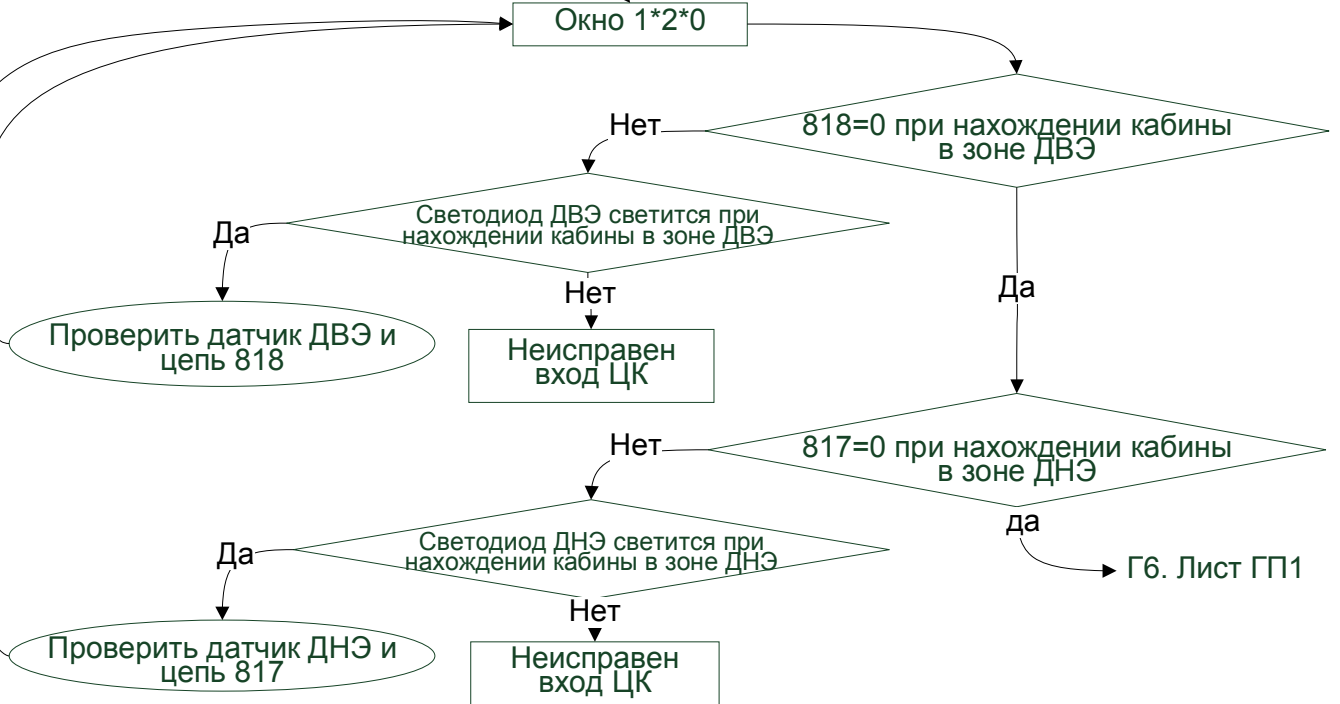 Окно 1*2*0
818=0 при нахождении кабины
в зоне ДВЭ
Нет
Светодиод ДВЭ светится при
нахождении кабины в зоне ДВЭ
Да
Нет
Да
Проверить датчик ДВЭ и
цепь 818
Неисправен
вход ЦК
817=0 при нахождении кабины
в зоне ДНЭ
Нет
да
Г6. Лист ГП1
Светодиод ДНЭ светится при
нахождении кабины в зоне ДНЭ
Да
Нет
Проверить датчик ДНЭ и
цепь 817
Неисправен
вход ЦК